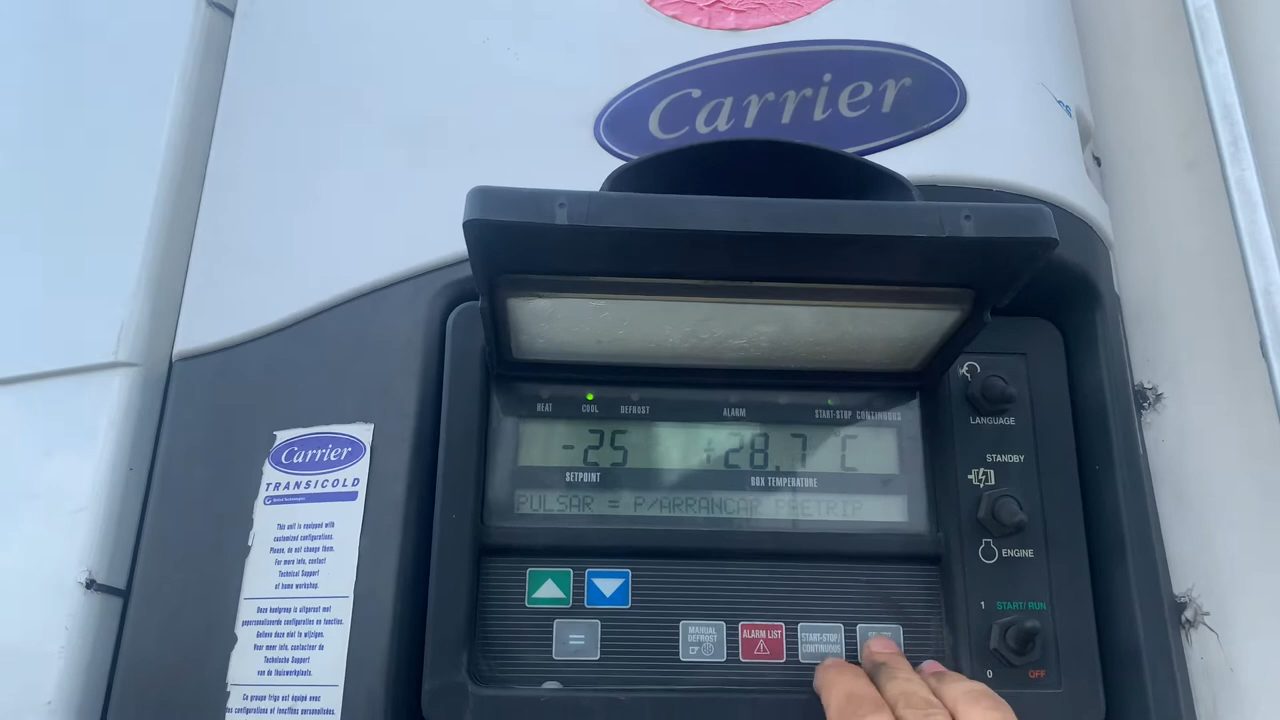 Carrier
HEAT COOL DEFROST ALARM START-STOP CONTINUOUS
-25 +28.7 °C
SETPOINT BOX TEMPERATURE
PULSAR = P/ARRANCAR PRETRIP
LANGUAGE
STANDBY
ENGINE
1 START/RUN
0 OFF
=
MANUAL
DEFROST
ALARM LIST
START-STOP/
CONTINUOUS
Carrier
TRANSICOLD
This unit is equipped with
customized configurations.
Please, do not change them.
For more info, contact
Technical Support
of home workshop.
Deze koelgroep is uitgerust met
gepersonaliseerde configuraties en functies.
Gelieve deze niet te wijzigen.
Voor meer info, contacteer de
Technische Support
van de thuiswerkplaats.
Ce groupe frigo est équipé avec
des configurations et fonctions personalisées.